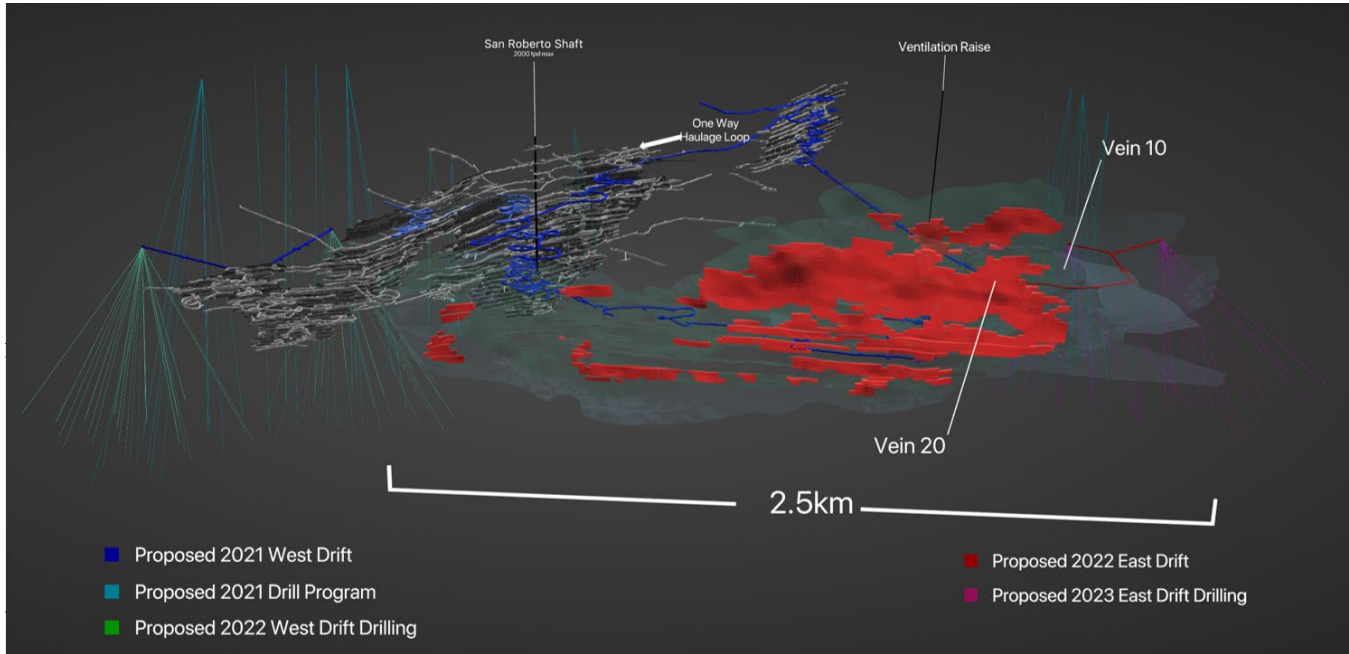 San Roberto Shaft
2000 tpd max
Ventilation Raise
One Way
Haulage Loop
Vein 10
Vein 20
2.5km
Proposed 2021 West Drift
Proposed 2021 Drill Program
Proposed 2022 West Drift Drilling
Proposed 2022 East Drift
Proposed 2023 East Drift Drilling